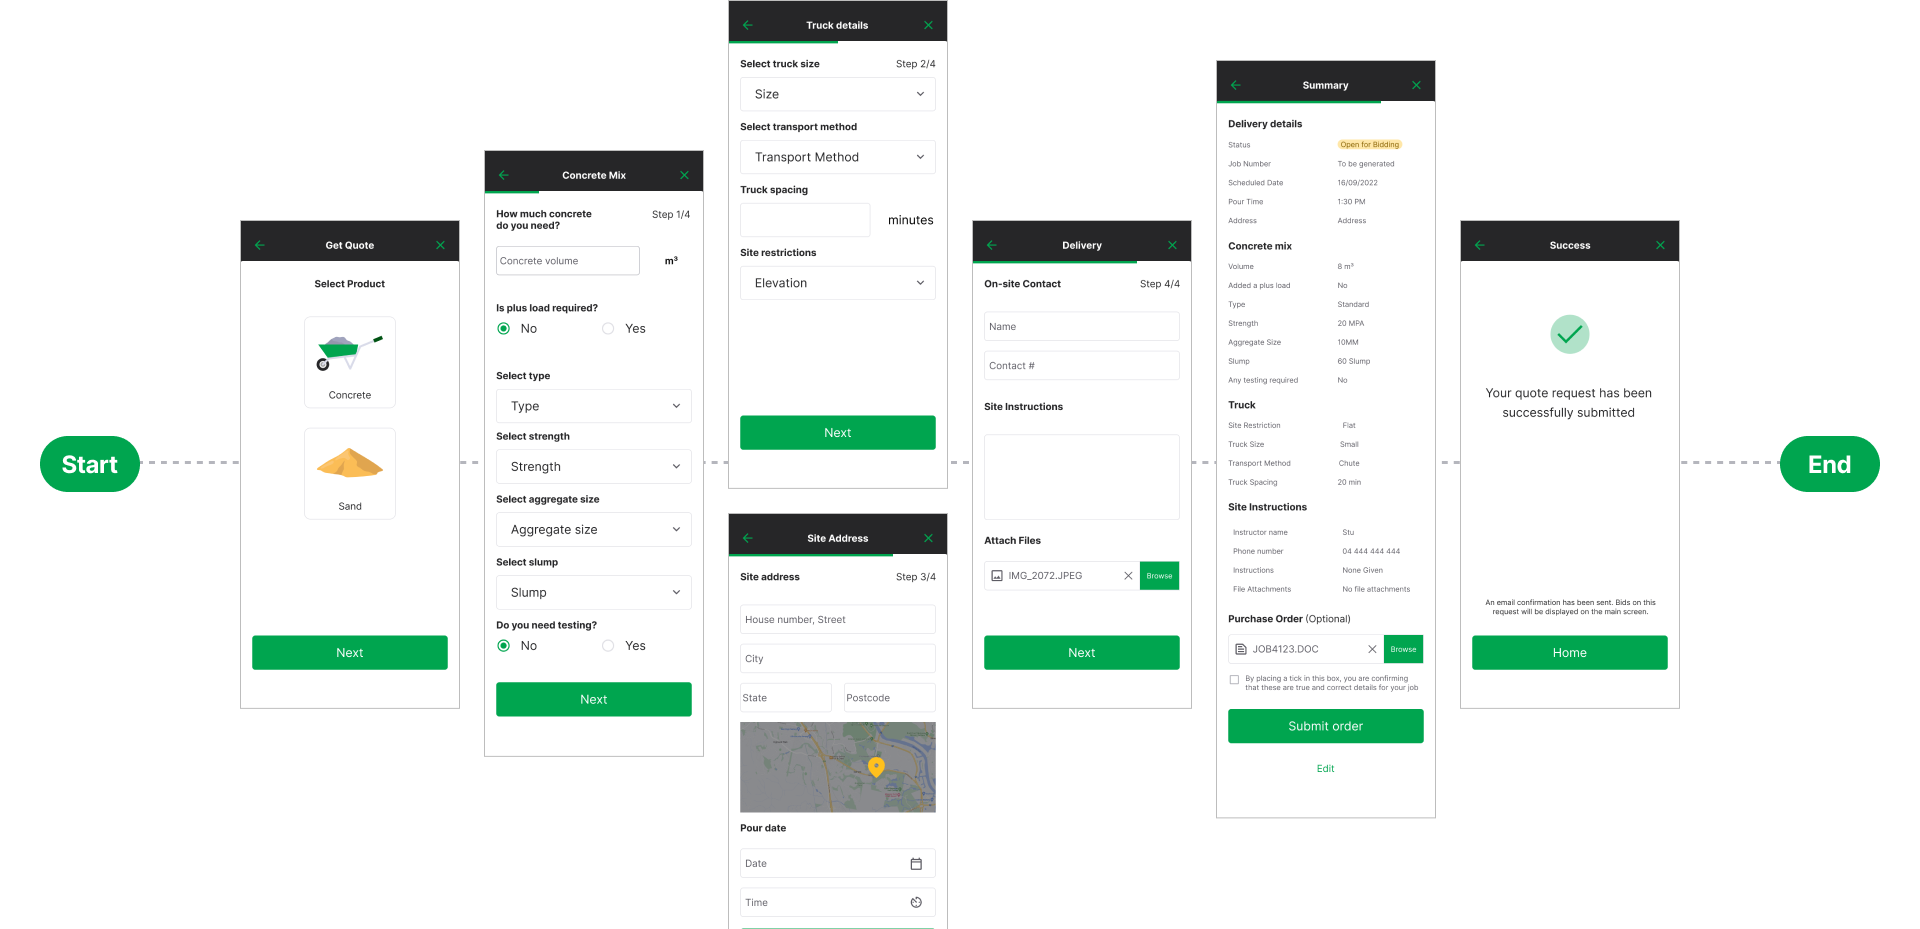 Start
Get Quote
Select Product
Concrete
Sand
Next
Concrete Mix
How much concrete
do you need?
Step 1/4
Concrete volume
m³
Is plus load required?
No
Yes
Select type
Type
Select strength
Strength
Select aggregate size
Aggregate size
Select slump
Slump
Do you need testing?
No
Yes
Next
Truck details
Select truck size
Step 2/4
Size
Select transport method
Transport Method
Truck spacing
minutes
Site restrictions
Elevation
Next
Site Address
Site address
Step 3/4
House number, Street
City
State
Postcode
Pour date
Date
Time
Delivery
On-site Contact
Step 4/4
Name
Contact #
Site Instructions
Attach Files
IMG_2072.JPEG
Browse
Next
Summary
Delivery details
Status
Open for Bidding
Job Number
To be generated
Scheduled Date
16/09/2022
Pour Time
1:30 PM
Address
Address
Concrete mix
Volume
8 m³
Added a plus load
No
Type
Standard
Strength
20 MPA
Aggregate Size
10MM
Slump
60 Slump
Any testing required
No
Truck
Site Restriction
Flat
Truck Size
Small
Transport Method
Chute
Truck Spacing
20 min
Site Instructions
Instructor name
Stu
Phone number
04 444 444 444
Instructions
None Given
File Attachments
No file attachments
Purchase Order (Optional)
JOB4123.DOC
Browse
By placing a tick in this box, you are confirming
that these are true and correct details for your job
Submit order
Edit
Success
Your quote request has been
successfully submitted
An email confirmation has been sent. Bids on this
request will be displayed on the main screen.
Home
End